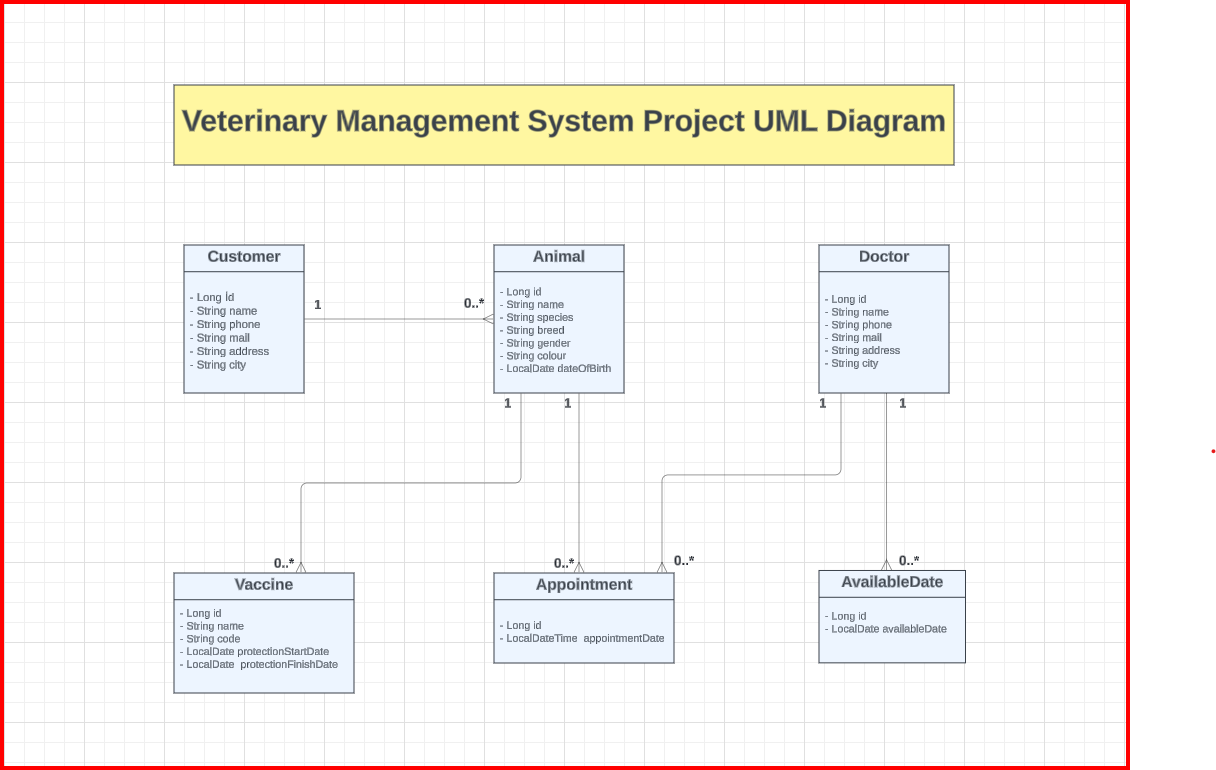 Veterinary Management System Project UML Diagram
Customer
- Long İd
- String name
- String phone
- String mail
- String address
- String city
1
0..*
Animal
- Long id
- String name
- String species
- String breed
- String gender
- String colour
- LocalDate dateOfBirth
Doctor
- Long id
- String name
- String phone
- String mail
- String address
- String city
1
1
1
1
0..*
0..*
0..*
0..*
Vaccine
- Long id
- String name
- String code
- LocalDate protectionStartDate
- LocalDate  protectionFinishDate
Appointment
- Long id
- LocalDateTime  appointmentDate
AvailableDate
- Long id
- LocalDate availableDate